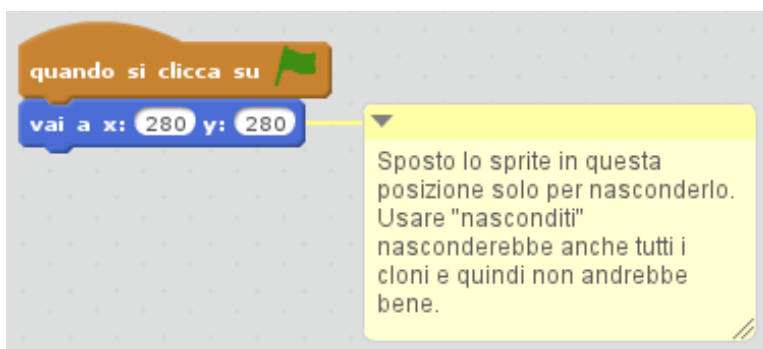 quando si clicca su
vai a x: 280 y: 280
Sposto lo sprite in questa
posizione solo per nasconderlo.
Usare "nasconditi"
nasconderebbe anche tutti i
cloni e quindi non andrebbe
bene.